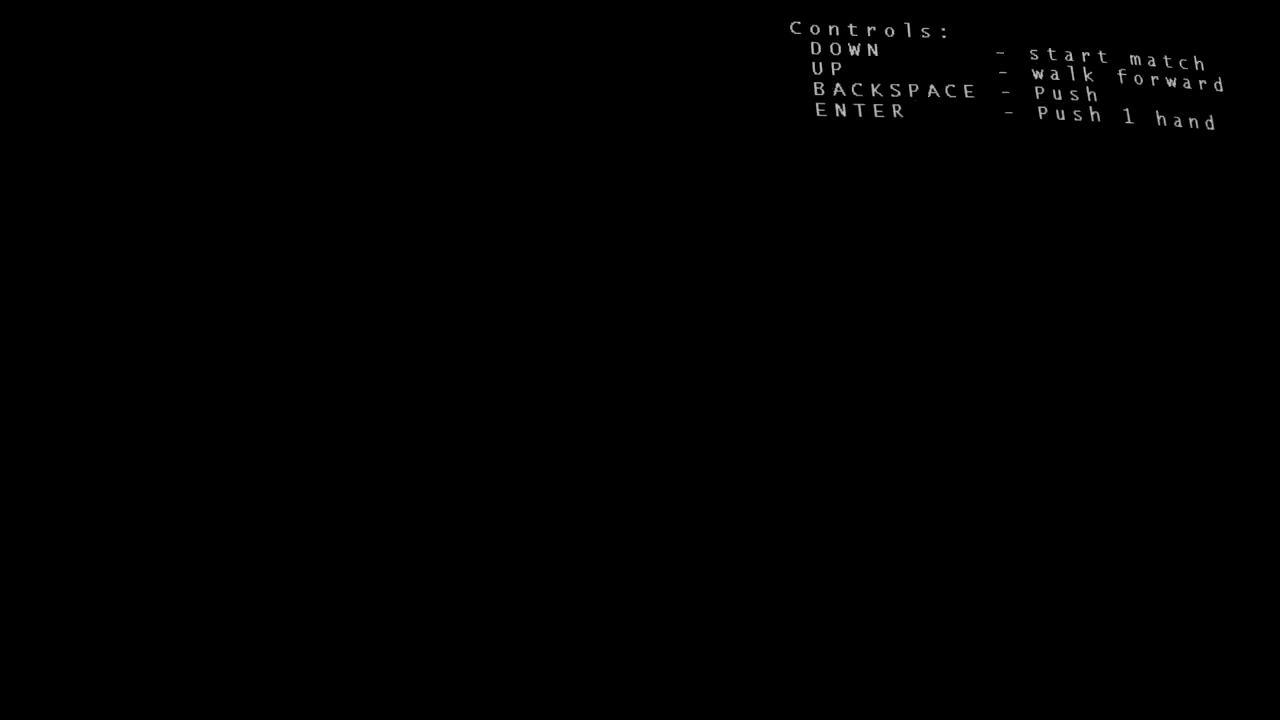 Controls:
DOWN - start match
UP - walk forward
BACKSPACE - Push
ENTER - Push 1 hand